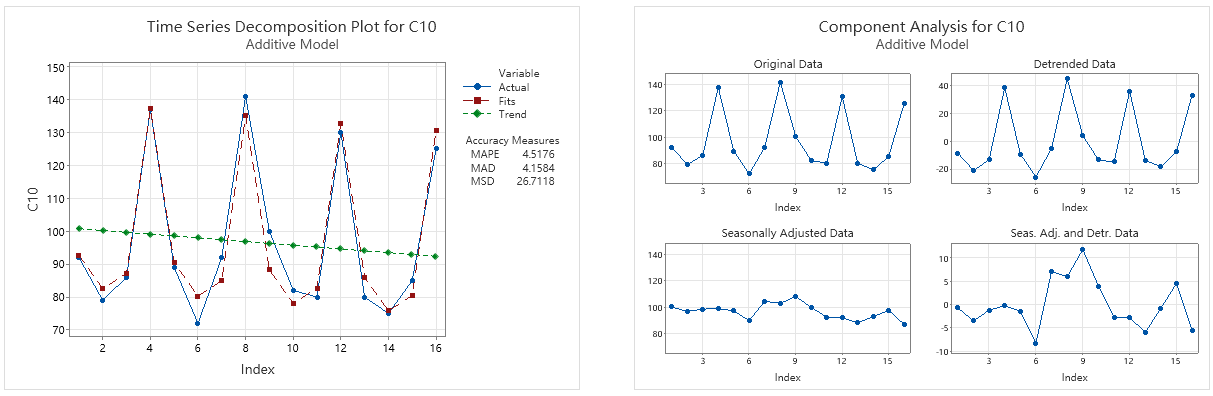 Time Series Decomposition Plot for C10
Additive Model
150
140
130
120
110
100
90
80
70
C10
2
4
6
8
10
12
14
16
Index
Variable
Actual
Fits
Trend
Accuracy Measures
MAPE 4.5176
MAD 4.1584
MSD 26.7118
Component Analysis for C10
Additive Model
Original Data
140
120
100
80
3
6
9
12
15
Index
Detrended Data
40
20
0
-20
3
6
9
12
15
Index
Seasonally Adjusted Data
140
120
100
80
3
6
9
12
15
Index
Seas. Adj. and Detr. Data
10
5
0
-5
-10
3
6
9
12
15
Index